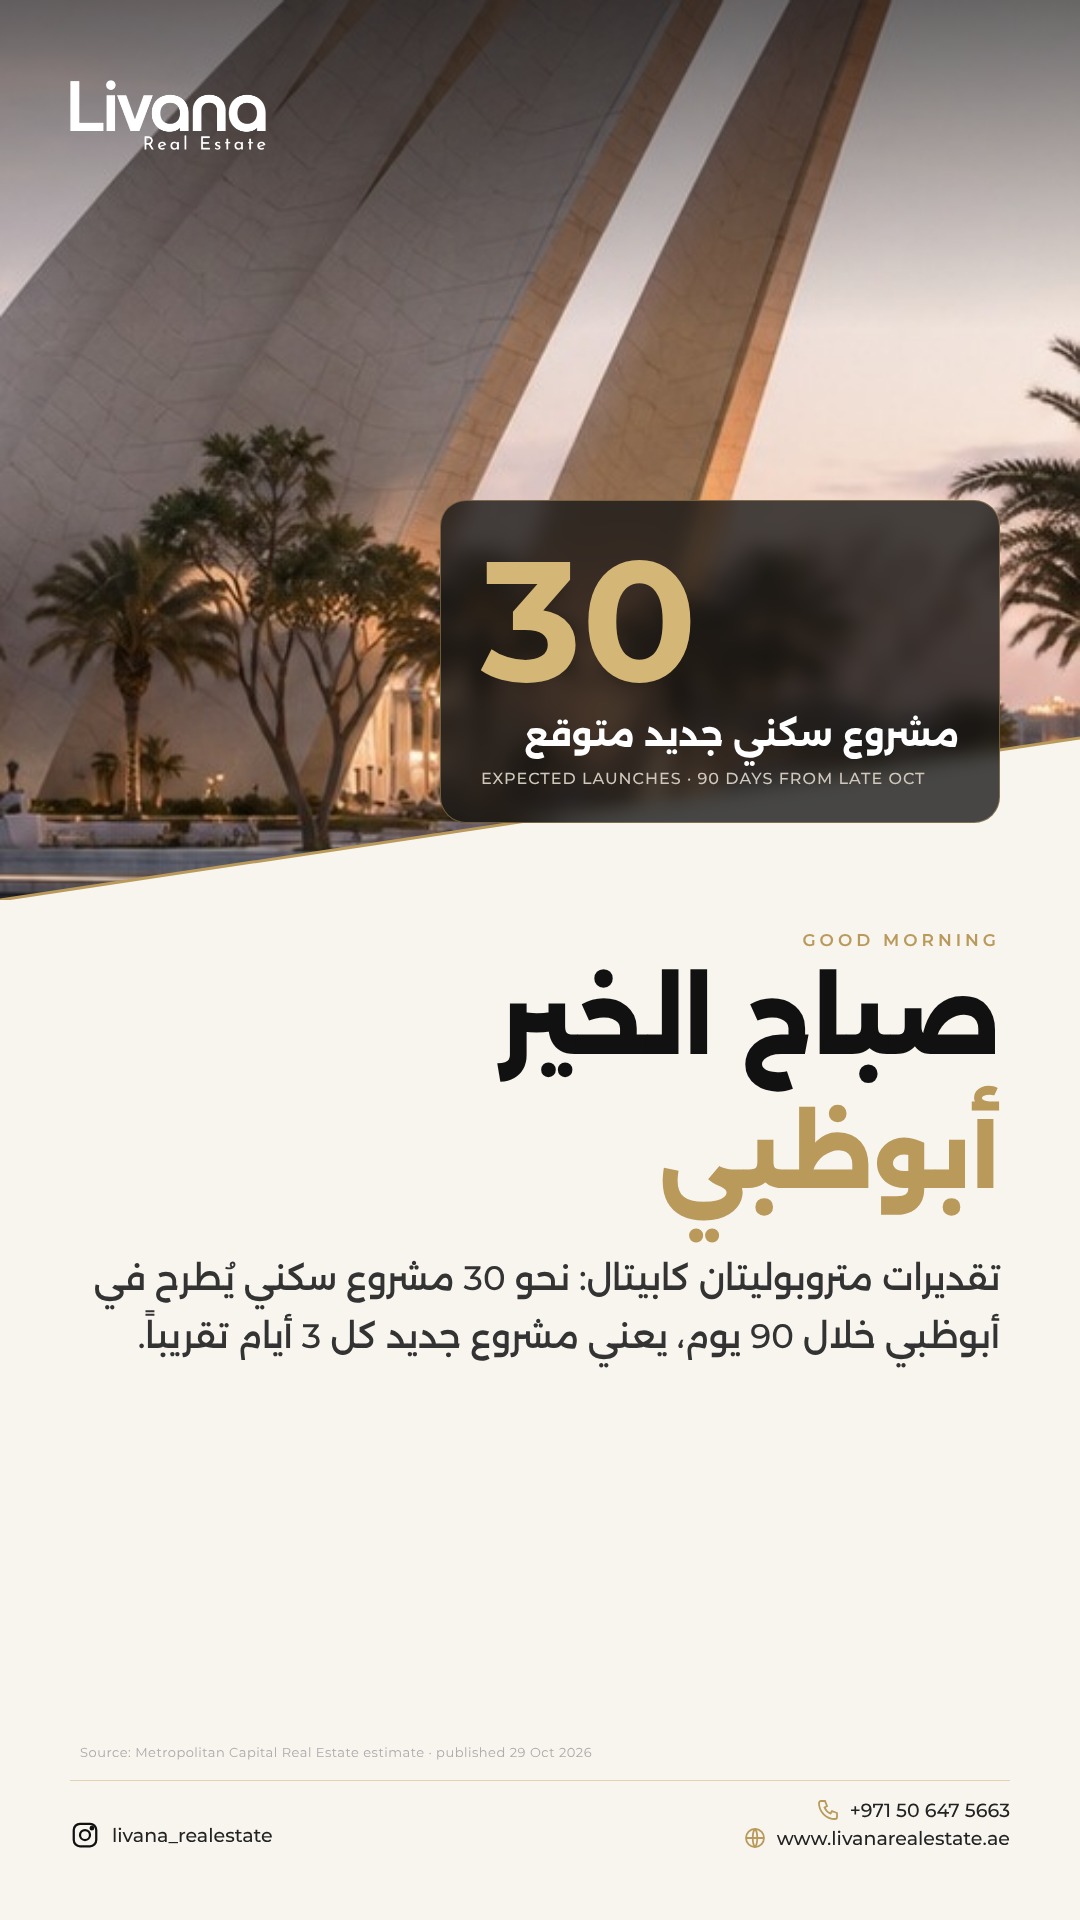 Livana
Real Estate
30
مشروع سكني جديد متوقع
EXPECTED LAUNCHES · 90 DAYS FROM LATE OCT
GOOD MORNING
صباح الخير
أبوظبي
تقديرات متروبوليتان كابيتال: نحو 30 مشروع سكني يُطرح في
أبوظبي خلال 90 يوم، يعني مشروع جديد كل 3 أيام تقريباً.
Source: Metropolitan Capital Real Estate estimate · published 29 Oct 2026
livana_realestate
+971 50 647 5663
www.livanarealestate.ae